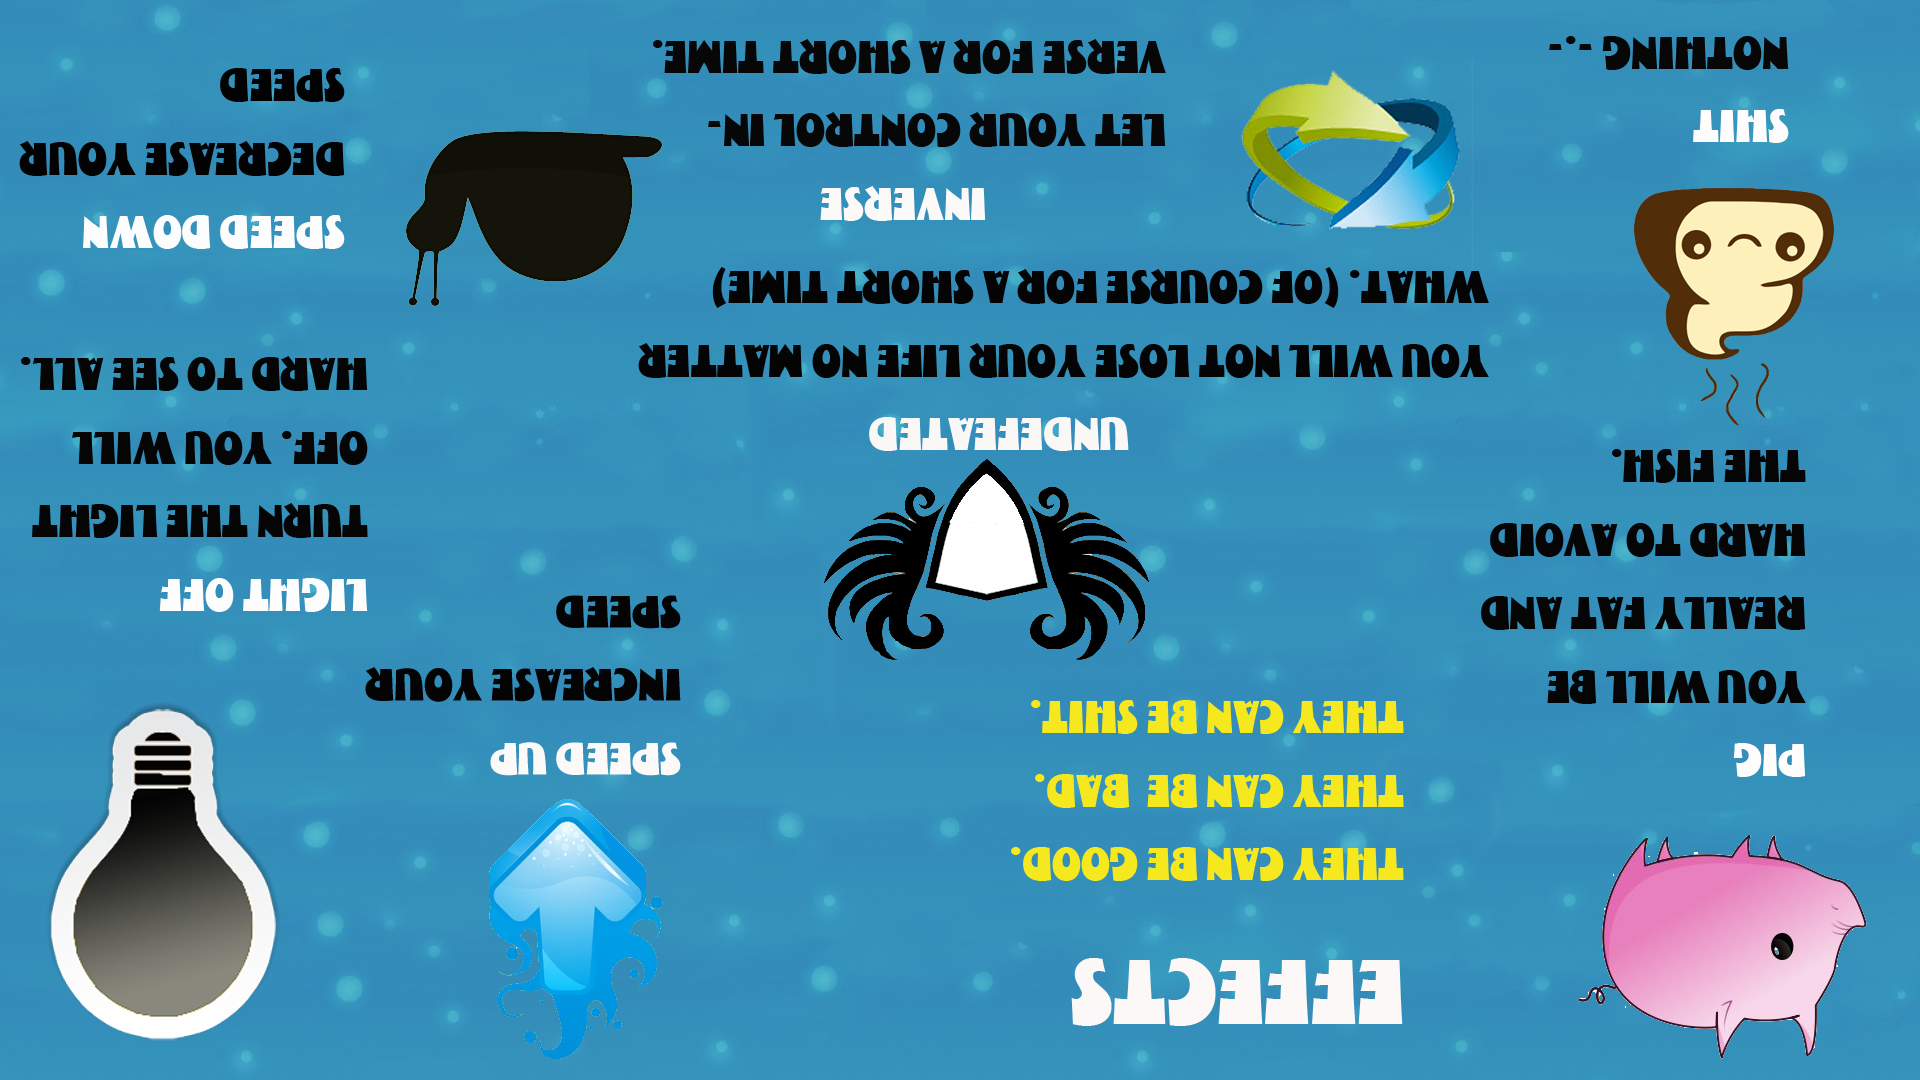 EFFECTS
THEY CAN BE GOOD.
THEY CAN BE BAD.
THEY CAN BE SHIT.
PIG
YOU WILL BE
REALLY FAT AND
HARD TO AVOID
THE FISH.
SPEED UP
INCREASE YOUR
SPEED
LIGHT OFF
TURN THE LIGHT
OFF. YOU WILL
HARD TO SEE ALL.
UNDEFEATED
YOU WILL NOT LOSE YOUR LIFE NO MATTER
WHAT. (OF COURSE FOR A SHORT TIME)
SHIT
NOTHING -.-
INVERSE
LET YOUR CONTROL IN-
VERSE FOR A SHORT TIME.
SPEED DOWN
DECREASE YOUR
SPEED